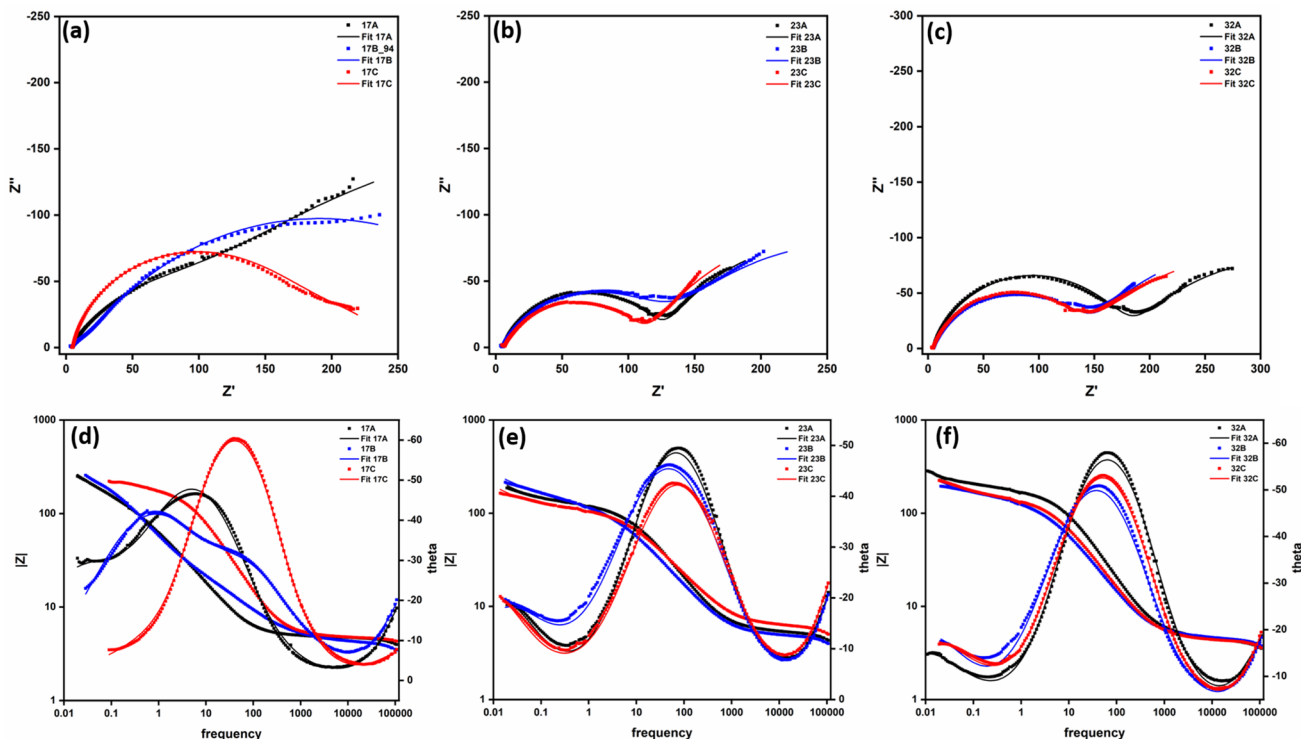 (a)
17A
Fit 17A
17B_94
Fit 17B
17C
Fit 17C
-250
-200
-150
-100
-50
0
Z''
0 50 100 150 200 250
Z'
(b)
23A
Fit 23A
23B
Fit 23B
23C
Fit 23C
-250
-200
-150
-100
-50
0
Z''
0 50 100 150 200 250
Z'
(c)
32A
Fit 32A
32B
Fit 32B
32C
Fit 32C
-300
-250
-200
-150
-100
-50
0
Z''
0 50 100 150 200 250 300
Z'
(d)
17A
Fit 17A
17B
Fit 17B
17C
Fit 17C
1000
100
10
1
|Z|
-60
-50
-40
-30
-20
-10
0
theta
0.01 0.1 1 10 100 1000 10000 100000
frequency
(e)
23A
Fit 23A
23B
Fit 23B
23C
Fit 23C
1000
100
10
1
|Z|
-50
-40
-30
-20
-10
0
theta
0.01 0.1 1 10 100 1000 10000 100000
frequency
(f)
32A
Fit 32A
32B
Fit 32B
32C
Fit 32C
1000
100
10
1
|Z|
-60
-50
-40
-30
-20
-10
theta
0.01 0.1 1 10 100 1000 10000 100000
frequency